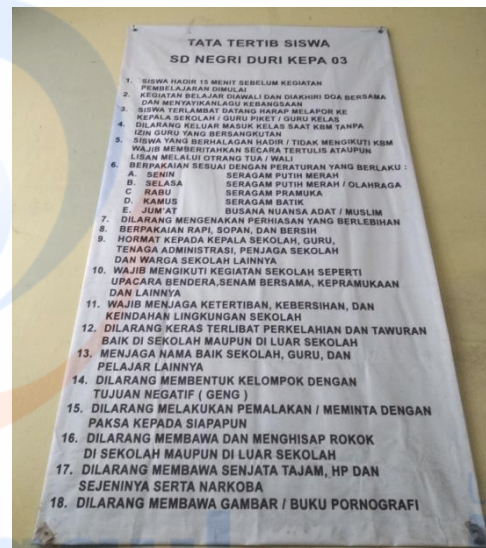 TATA TERTIB SISWA
SD NEGRI DURI KEPA 03
1. SISWA HADIR 15 MENIT SEBELUM KEGIATAN
PEMBELAJARAN DIMULAI
2. KEGIATAN BELAJAR DIAWALI DAN DIAKHIRI DOA BERSAMA
DAN MENYAYIKANLAGU KEBANGSAAN
3. SISWA TERLAMBAT DATANG HARAP MELAPOR KE
KEPALA SEKOLAH / GURU PIKET / GURU KELAS
4. DILARANG KELUAR MASUK KELAS SAAT KBM TANPA
IZIN GURU YANG BERSANGKUTAN
5. SISWA YANG BERHALAGAN HADIR / TIDAK MENGIKUTI KBM
WAJIB MEMBERITAHKAN SECARA TERTULIS ATAUPUN
LISAN MELALUI OTRANG TUA / WALI
6. BERPAKAIAN SESUAI DENGAN PERATURAN YANG BERLAKU :
A. SENIN SERAGAM PUTIH MERAH
B. SELASA SERAGAM PUTIH MERAH / OLAHRAGA
C RABU SERAGAM PRAMUKA
D. KAMUS SERAGAM BATIK
E. JUM'AT BUSANA NUANSA ADAT / MUSLIM
7. DILARANG MENGENAKAN PERHIASAN YANG BERLEBIHAN
8. BERPAKAIAN RAPI, SOPAN, DAN BERSIH
9. HORMAT KEPADA KEPALA SEKOLAH, GURU,
TENAGA ADMINISTRASI, PENJAGA SEKOLAH
DAN WARGA SEKOLAH LAINNYA
10. WAJIB MENGIKUTI KEGIATAN SEKOLAH SEPERTI
UPACARA BENDERA,SENAM BERSAMA, KEPRAMUKAAN
DAN LAINNYA
11. WAJIB MENJAGA KETERTIBAN, KEBERSIHAN, DAN
KEINDAHAN LINGKUNGAN SEKOLAH
12. DILARANG KERAS TERLIBAT PERKELAHIAN DAN TAWURAN
BAIK DI SEKOLAH MAUPUN DI LUAR SEKOLAH
13. MENJAGA NAMA BAIK SEKOLAH, GURU, DAN
PELAJAR LAINNYA
14. DILARANG MEMBENTUK KELOMPOK DENGAN
TUJUAN NEGATIF ( GENG )
15. DILARANG MELAKUKAN PEMALAKAN / MEMINTA DENGAN
PAKSA KEPADA SIAPAPUN
16. DILARANG MEMBAWA DAN MENGHISAP ROKOK
DI SEKOLAH MAUPUN DI LUAR SEKOLAH
17. DILARANG MEMBAWA SENJATA TAJAM, HP DAN
SEJENINYA SERTA NARKOBA
18. DILARANG MEMBAWA GAMBAR / BUKU PORNOGRAFI